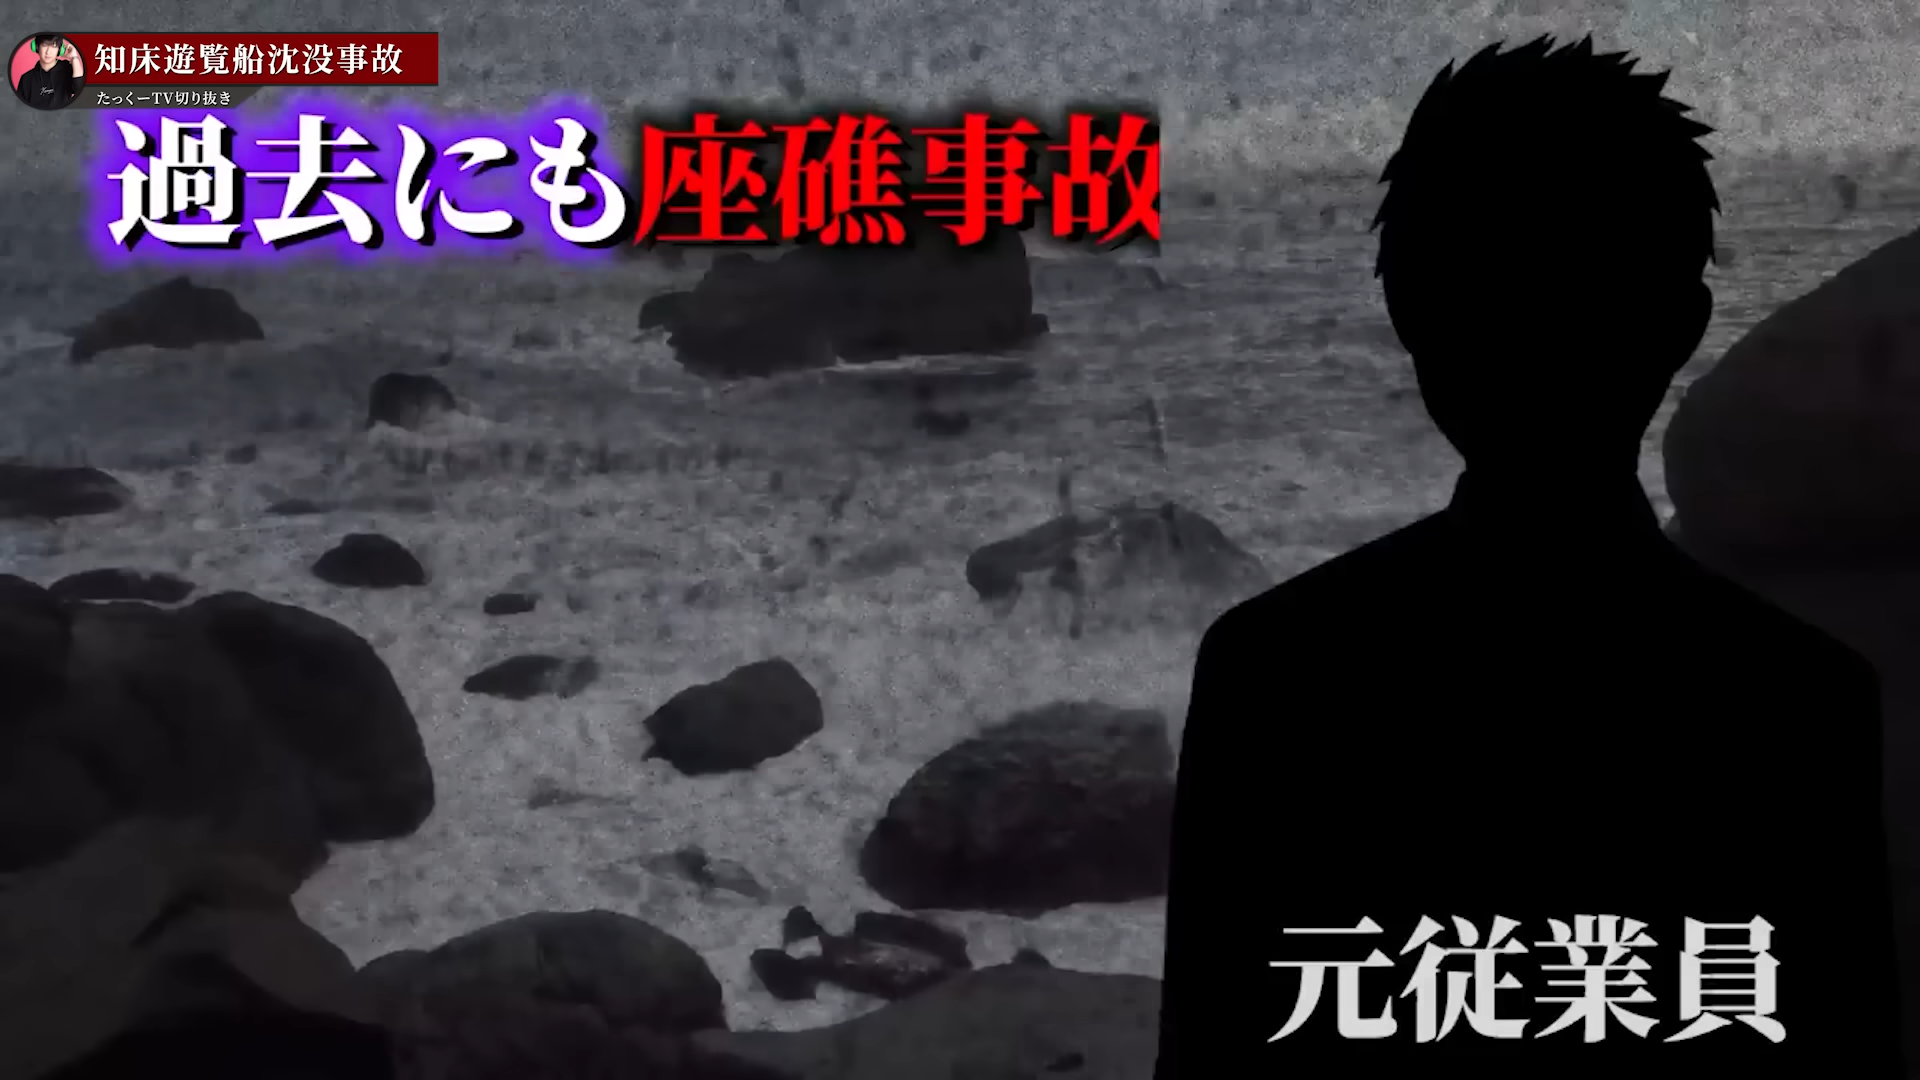 知床遊覧船沈没事故
たっくーTV切り抜き
過去にも座礁事故
元従業員